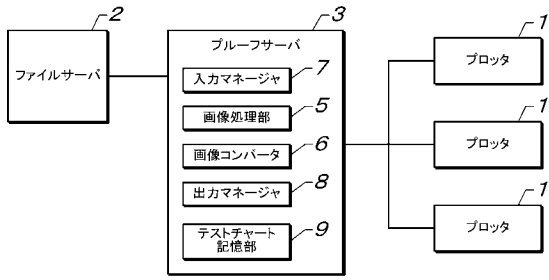 2
ファイルサーバ
3
プルーフサーバ
入力マネージャ
7
画像処理部
5
画像コンバータ
6
出力マネージャ
8
テストチャート
記憶部
9
1
プロッタ
1
プロッタ
1
プロッタ